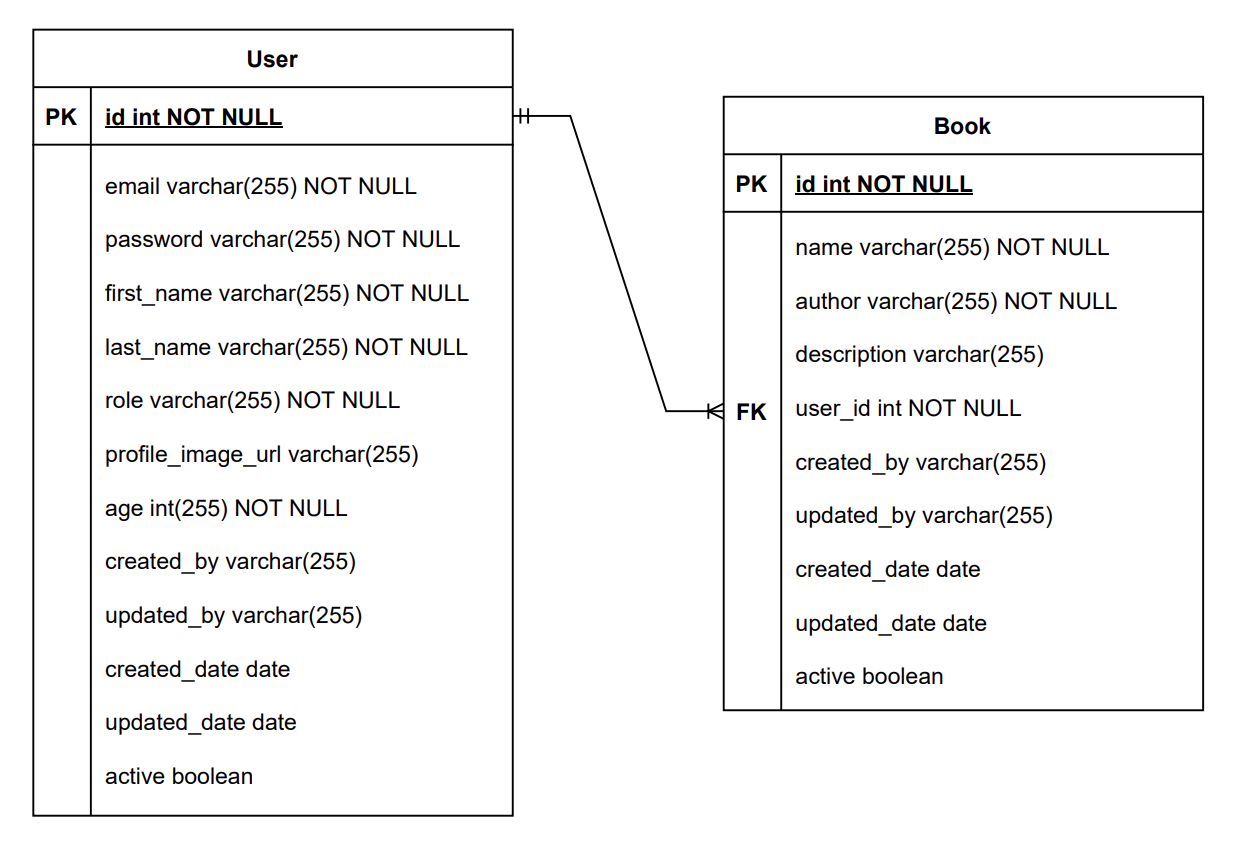 User
PK id int NOT NULL
email varchar(255) NOT NULL
password varchar(255) NOT NULL
first_name varchar(255) NOT NULL
last_name varchar(255) NOT NULL
role varchar(255) NOT NULL
profile_image_url varchar(255)
age int(255) NOT NULL
created_by varchar(255)
updated_by varchar(255)
created_date date
updated_date date
active boolean
Book
PK id int NOT NULL
name varchar(255) NOT NULL
author varchar(255) NOT NULL
description varchar(255)
FK user_id int NOT NULL
created_by varchar(255)
updated_by varchar(255)
created_date date
updated_date date
active boolean